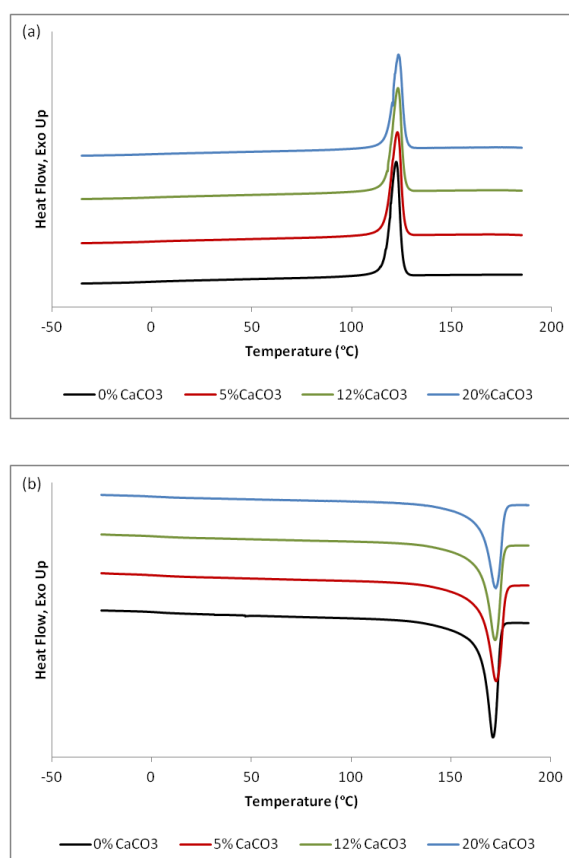 (a)
Heat Flow, Exo Up
-50 0 50 100 150 200
Temperature (°C)
0% CaCO3 5%CaCO3 12%CaCO3 20%CaCO3
(b)
Heat Flow, Exo Up
-50 0 50 100 150 200
Temperature (°C)
0% CaCO3 5% CaCO3 12% CaCO3 20% CaCO3